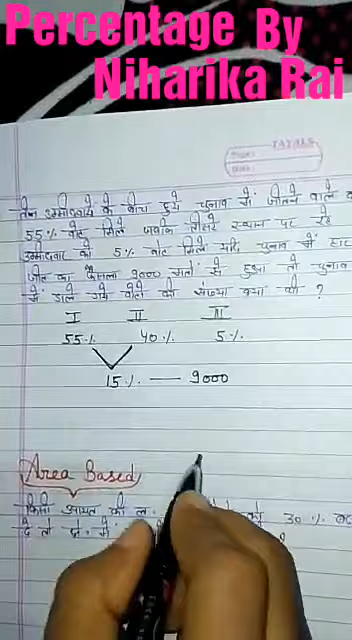 Percentage By
Niharika Rai
तीन उम्मीदवारो के बीच हुये चुनाव में जीतने वाले
55% वोट मिले जबकि तीसरे स्थान पर रहे
उम्मीदवार को 5% वोट मिले यदि चुनाव में हार
जीत का फैसला 9000 मतो से हुआ तो चुनाव
में डाले गये वोटो की संख्या क्या थी ?
I II III
55% 40% 5%
15% — 9000
Area Based
किसी आयत की ल. को 30%
दे तो